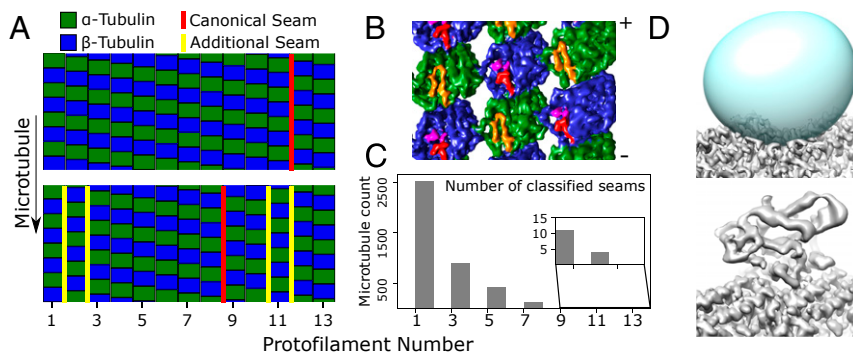 A
α-Tubulin
Canonical Seam
β-Tubulin
Additional Seam
Microtubule
1 3 5 7 9 11 13
B
+
-
C
Number of classified seams
Microtubule count
2500
1500
500
15
10
5
1 3 5 7 9 11 13
Protofilament Number
D